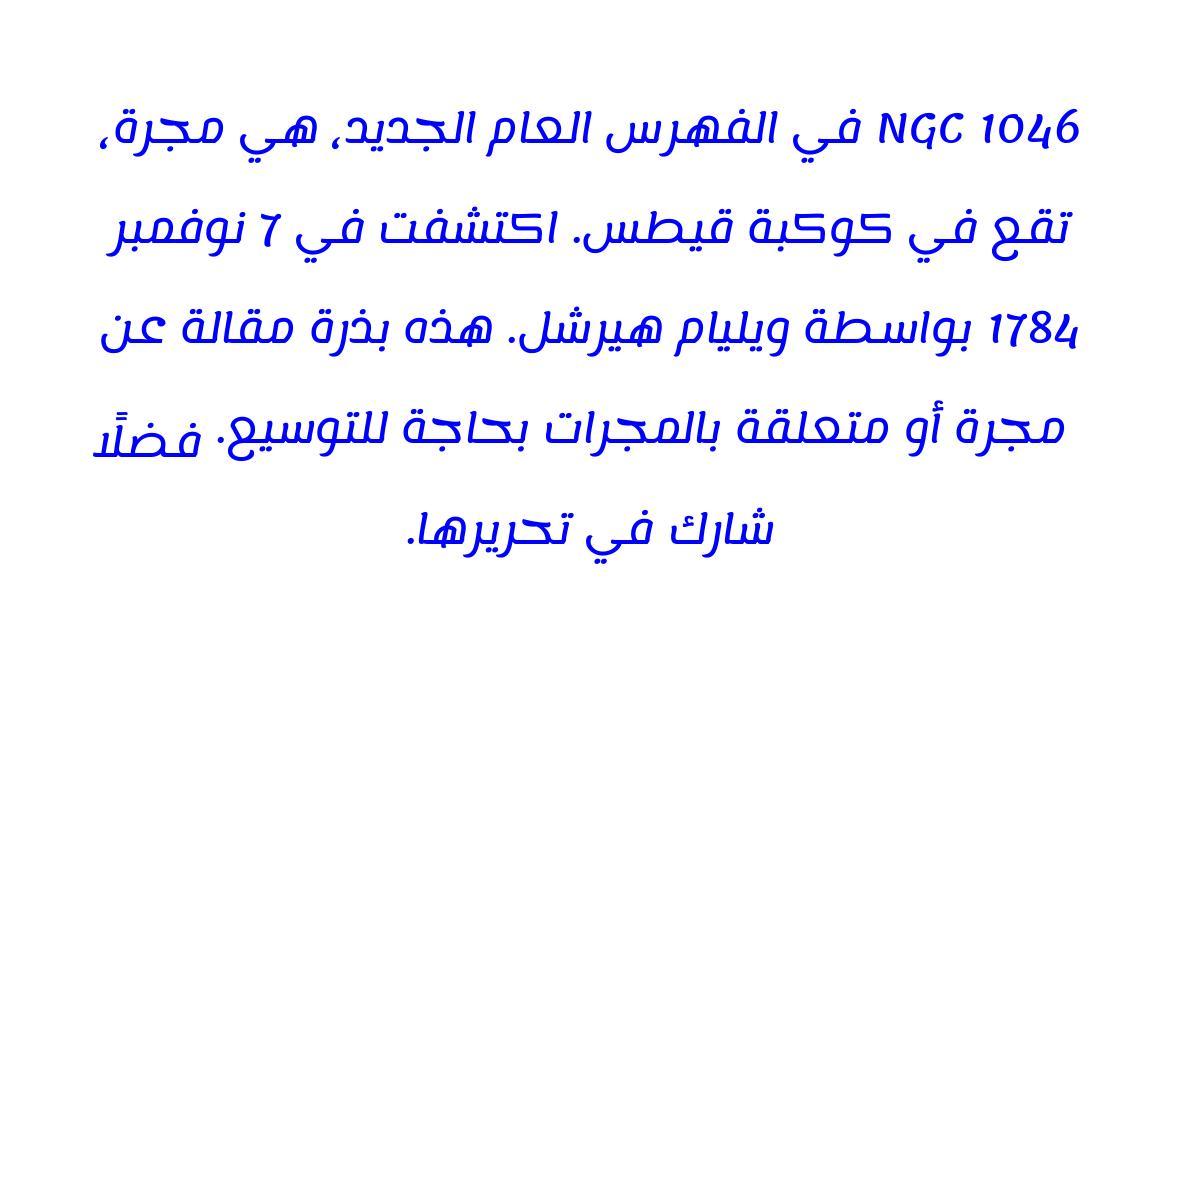 NGC 1046 في الفهرس العام الجديد، هي مجرة،
تقع في كوكبة قيطس. اكتشفت في 7 نوفمبر
1784 بواسطة ويليام هيرشل. هذه بذرة مقالة عن
مجرة أو متعلقة بالمجرات بحاجة للتوسيع. فضلًا
شارك في تحريرها.